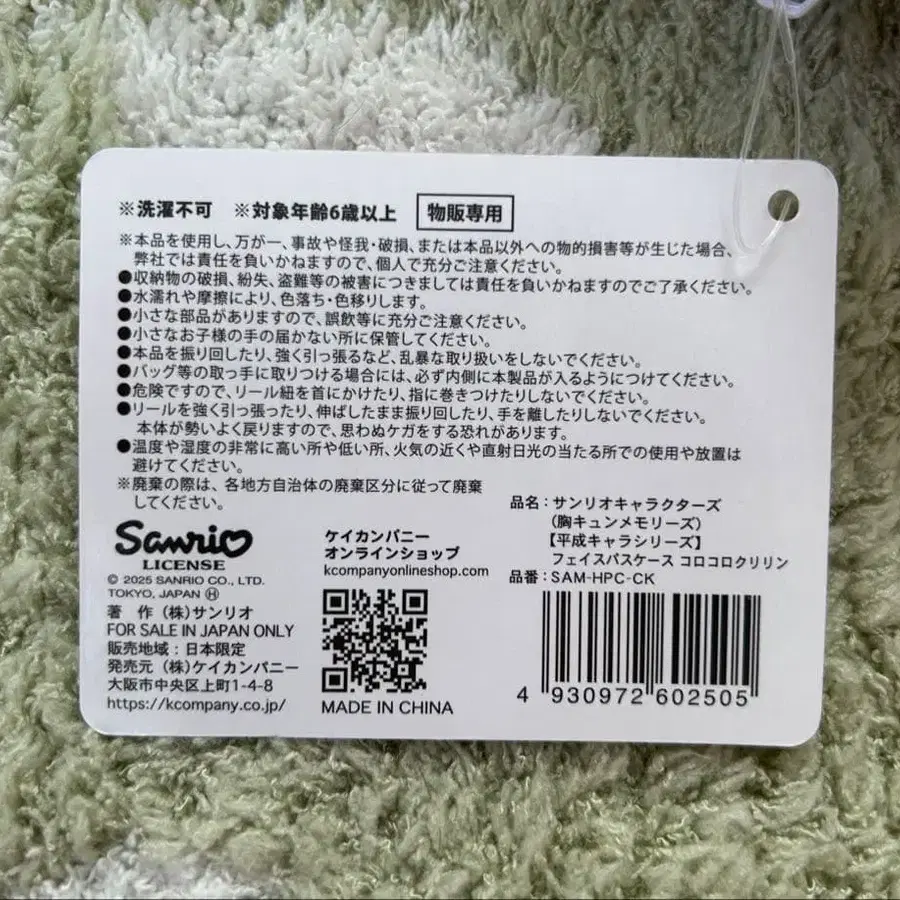 ※洗濯不可 ※対象年齢6歳以上 物販専用
※本品を使用し、万が一、事故や怪我・破損、または本品以外への物的損害等が生じた場合、
弊社では責任を負いかねますので、個人で充分ご注意ください。
●収納物の破損、紛失、盗難等の被害につきましては責任を負いかねますのでご了承ください。
●水濡れや摩擦により、色落ち・色移りします。
●小さな部品がありますので、誤飲等に充分ご注意ください。
●小さなお子様の手の届かない所に保管してください。
●本品を振り回したり、強く引っ張るなど、乱暴な取り扱いをしないでください。
●バッグ等の取っ手に取りつける場合には、必ず内側に本製品が入るようにつけてください。
●危険ですので、リール紐を首にかけたり、指に巻きつけたりしないでください。
●リールを強く引っ張ったり、伸ばしたまま振り回したり、手を離したりしないでください。
本体が勢いよく戻りますので、思わぬケガをする恐れがあります。
●温度や湿度の非常に高い所や低い所、火気の近くや直射日光の当たる所での使用や放置は
避けてください。
※廃棄の際は、各地方自治体の廃棄区分に従って廃棄
してください。
Sanrio
LICENSE
© 2025 SANRIO CO., LTD.
TOKYO, JAPAN Ⓗ
著 作 (株)サンリオ
FOR SALE IN JAPAN ONLY
販売地域：日本限定
発売元 (株)ケイカンパニー
大阪市中央区上町1-4-8
https://kcompany.co.jp/
ケイカンパニー
オンラインショップ
kcompanyonlineshop.com
MADE IN CHINA
品名：サンリオキャラクターズ
(胸キュンメモリーズ)
【平成キャラシリーズ】
フェイスパスケース コロコロクリリン
品番：SAM-HPC-CK
4 930972 602505